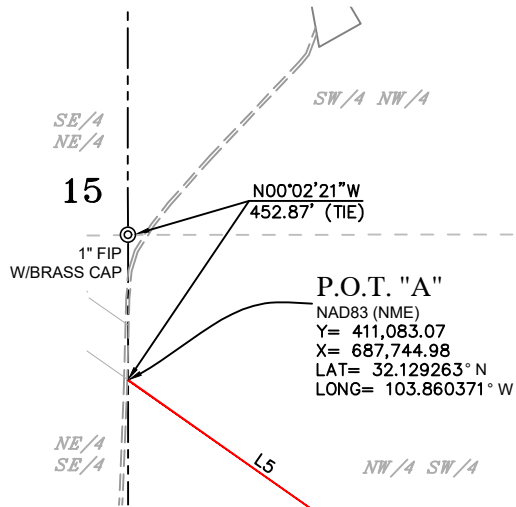 SW/4 NW/4
SE/4
NE/4
15
N00°02'21"W
452.87' (TIE)
1" FIP
W/BRASS CAP
P.O.T. "A"
NAD83 (NME)
Y= 411,083.07
X= 687,744.98
LAT= 32.129263° N
LONG= 103.860371° W
NE/4
SE/4
L5
NW/4 SW/4